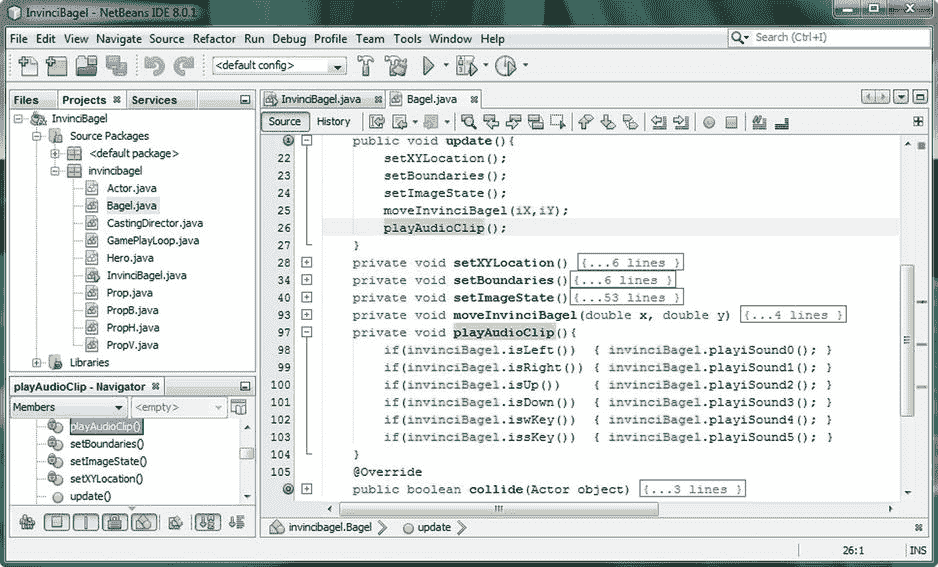 InvinciBagel - NetBeans IDE 8.0.1
File Edit View Navigate Source Refactor Run Debug Profile Team Tools Window Help
Search (Ctrl+I)
<default config>
Files Projects Services
InvinciBagel
Source Packages
<default package>
invincibagel
Actor.java
Bagel.java
CastingDirector.java
GamePlayLoop.java
Hero.java
InvinciBagel.java
Prop.java
PropB.java
PropH.java
PropV.java
Libraries
playAudioClip - Navigator
Members <empty>
playAudioClip()
setBoundaries()
setImageState()
setXYLocation()
update()
InvinciBagel.java Bagel.java
Source History
public void update(){
22 setXYLocation();
23 setBoundaries();
24 setImageState();
25 moveInvinciBagel(iX,iY);
26 playAudioClip();
27 }
28 private void setXYLocation() {...6 lines }
34 private void setBoundaries(){...6 lines }
40 private void setImageState(){...53 lines }
93 private void moveInvinciBagel(double x, double y) {...4 lines }
97 private void playAudioClip(){
98 if(invinciBagel.isLeft()) { invinciBagel.playiSound0(); }
99 if(invinciBagel.isRight()) { invinciBagel.playiSound1(); }
100 if(invinciBagel.isUp()) { invinciBagel.playiSound2(); }
101 if(invinciBagel.isDown()) { invinciBagel.playiSound3(); }
102 if(invinciBagel.iswKey()) { invinciBagel.playiSound4(); }
103 if(invinciBagel.issKey()) { invinciBagel.playiSound5(); }
104 }
105 @Override
public boolean collide(Actor object) {...3 lines }
invincibagel.Bagel update
26:1 INS